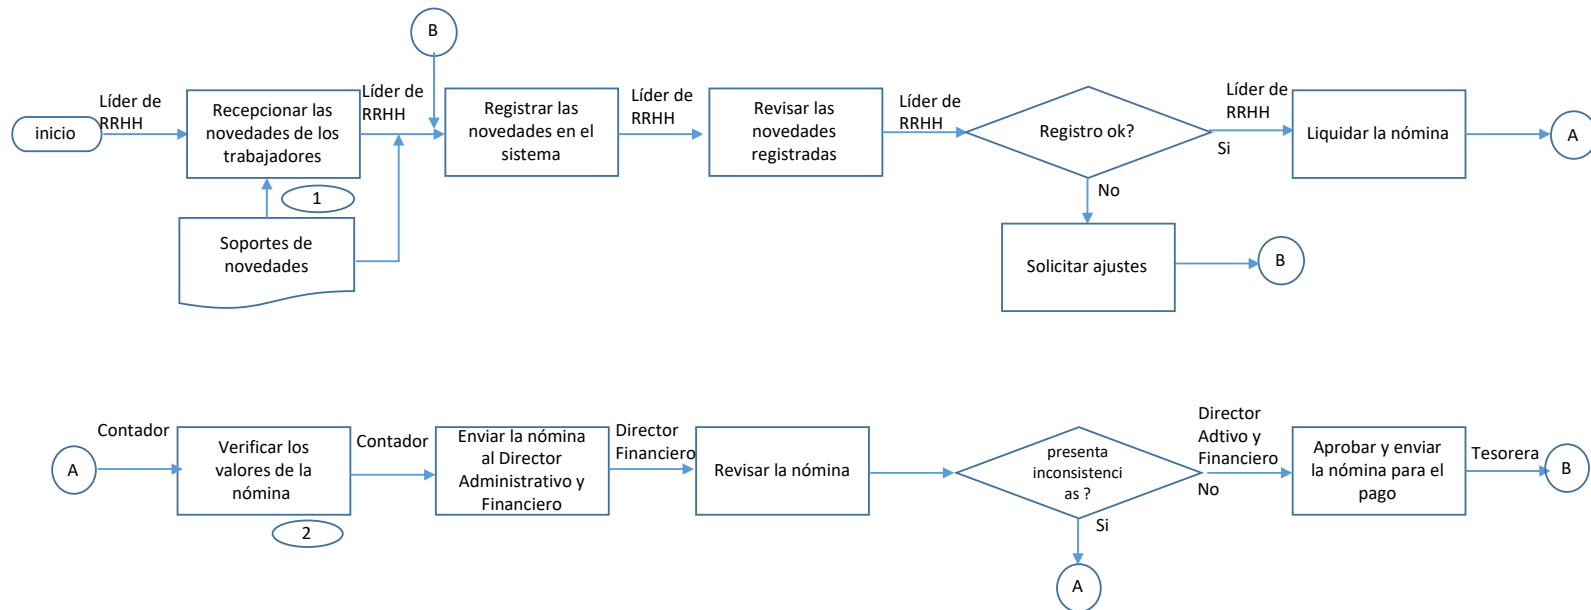 B
Líder de
RRHH
inicio
Recepcionar las
novedades de los
trabajadores
Líder de
RRHH
Registrar las
novedades en el
sistema
Líder de
RRHH
Revisar las
novedades
registradas
Líder de
RRHH
Registro ok?
Líder de
RRHH
Si
Liquidar la nómina
A
1
No
Soportes de
novedades
Solicitar ajustes
B
A
Contador
Verificar los
valores de la
nómina
2
Contador
Enviar la nómina
al Director
Administrativo y
Financiero
Director
Financiero
Revisar la nómina
presenta
inconsistenci
as ?
Si
A
Director
Adtivo y
Financiero
No
Aprobar y enviar
la nómina para el
pago
Tesorera
B